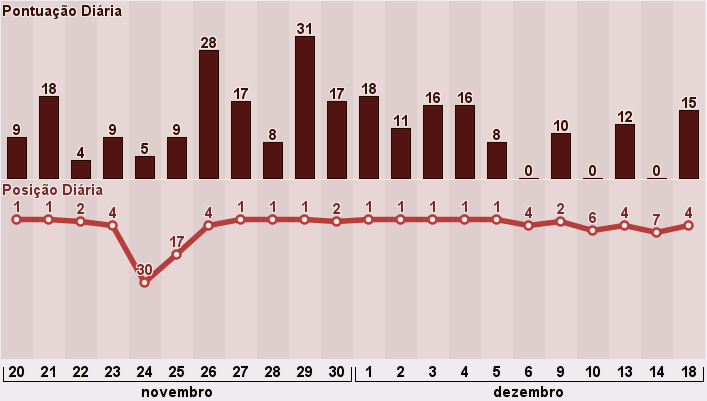 Pontuação Diária
31
28
18 17 17 18
16 16
15
9 9 9 11 10 12
4 5 8 8
0 0 0
Posição Diária
1 1 2 4 30 17 4 1 1 1 2 1 1 1 1 1 4 2 6 4 7 4
20 21 22 23 24 25 26 27 28 29 30 1 2 3 4 5 6 9 10 13 14 18
novembro dezembro